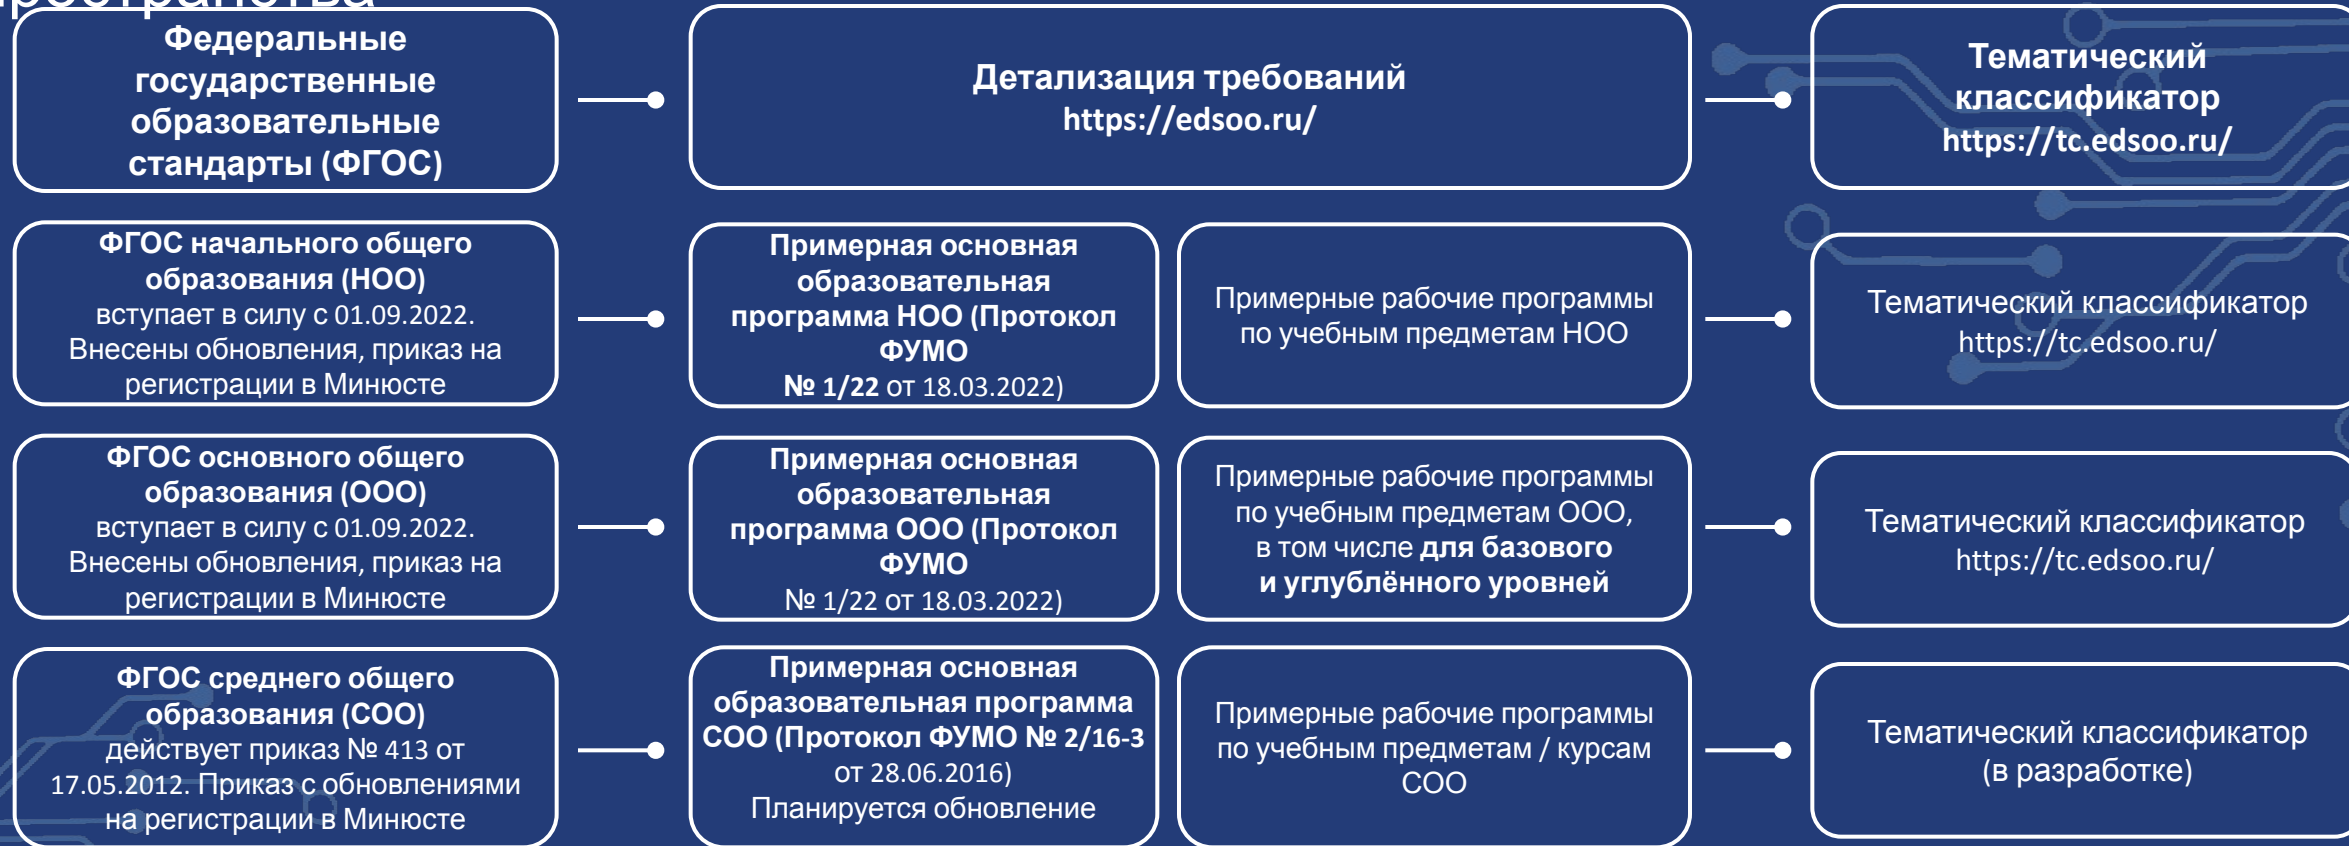 пространства
Федеральные
государственные
образовательные
стандарты (ФГОС)
Детализация требований
https://edsoo.ru/
Тематический
классификатор
https://tc.edsoo.ru/
ФГОС начального общего
образования (НОО)
вступает в силу с 01.09.2022.
Внесены обновления, приказ на
регистрации в Минюсте
Примерная основная
образовательная
программа НОО (Протокол
ФУМО
№ 1/22 от 18.03.2022)
Примерные рабочие программы
по учебным предметам НОО
Тематический классификатор
https://tc.edsoo.ru/
ФГОС основного общего
образования (ООО)
вступает в силу с 01.09.2022.
Внесены обновления, приказ на
регистрации в Минюсте
Примерная основная
образовательная
программа ООО (Протокол
ФУМО
№ 1/22 от 18.03.2022)
Примерные рабочие программы
по учебным предметам ООО,
в том числе для базового
и углублённого уровней
Тематический классификатор
https://tc.edsoo.ru/
ФГОС среднего общего
образования (СОО)
действует приказ № 413 от
17.05.2012. Приказ с обновлениями
на регистрации в Минюсте
Примерная основная
образовательная программа
СОО (Протокол ФУМО № 2/16-3
от 28.06.2016)
Планируется обновление
Примерные рабочие программы
по учебным предметам / курсам
СОО
Тематический классификатор
(в разработке)